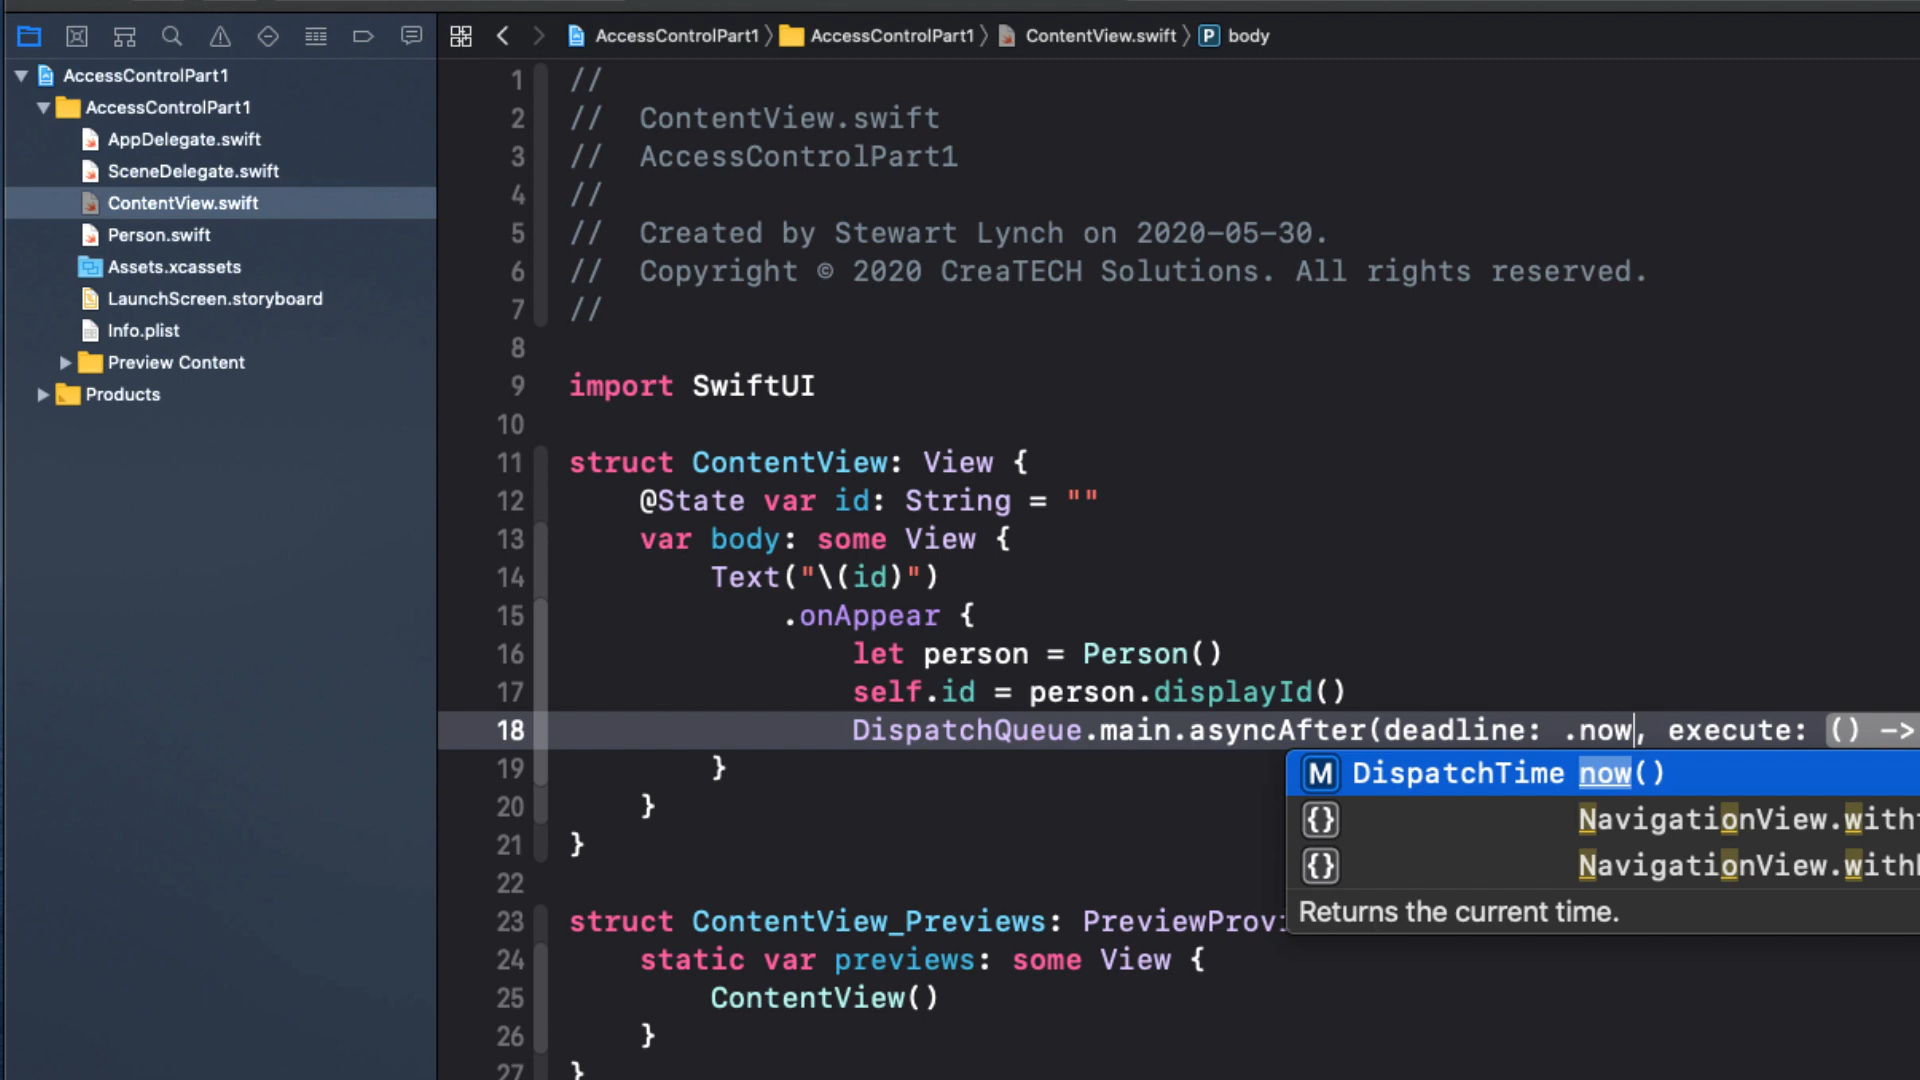 AccessControlPart1
AccessControlPart1
AppDelegate.swift
SceneDelegate.swift
ContentView.swift
Person.swift
Assets.xcassets
LaunchScreen.storyboard
Info.plist
Preview Content
Products
AccessControlPart1 〉 AccessControlPart1 〉 ContentView.swift 〉 P body
1 //
2 //  ContentView.swift
3 //  AccessControlPart1
4 //
5 //  Created by Stewart Lynch on 2020-05-30.
6 //  Copyright © 2020 CreaTECH Solutions. All rights reserved.
7 //
8
9 import SwiftUI
10
11 struct ContentView: View {
12     @State var id: String = ""
13     var body: some View {
14         Text("\(id)")
15             .onAppear {
16                 let person = Person()
17                 self.id = person.displayId()
18                 DispatchQueue.main.asyncAfter(deadline: .now, execute: () ->
19         }
20     }
21 }
22
23 struct ContentView_Previews: PreviewProvi
24     static var previews: some View {
25         ContentView()
26     }
27 }
M DispatchTime now()
{} NavigationView.with
{} NavigationView.with
Returns the current time.